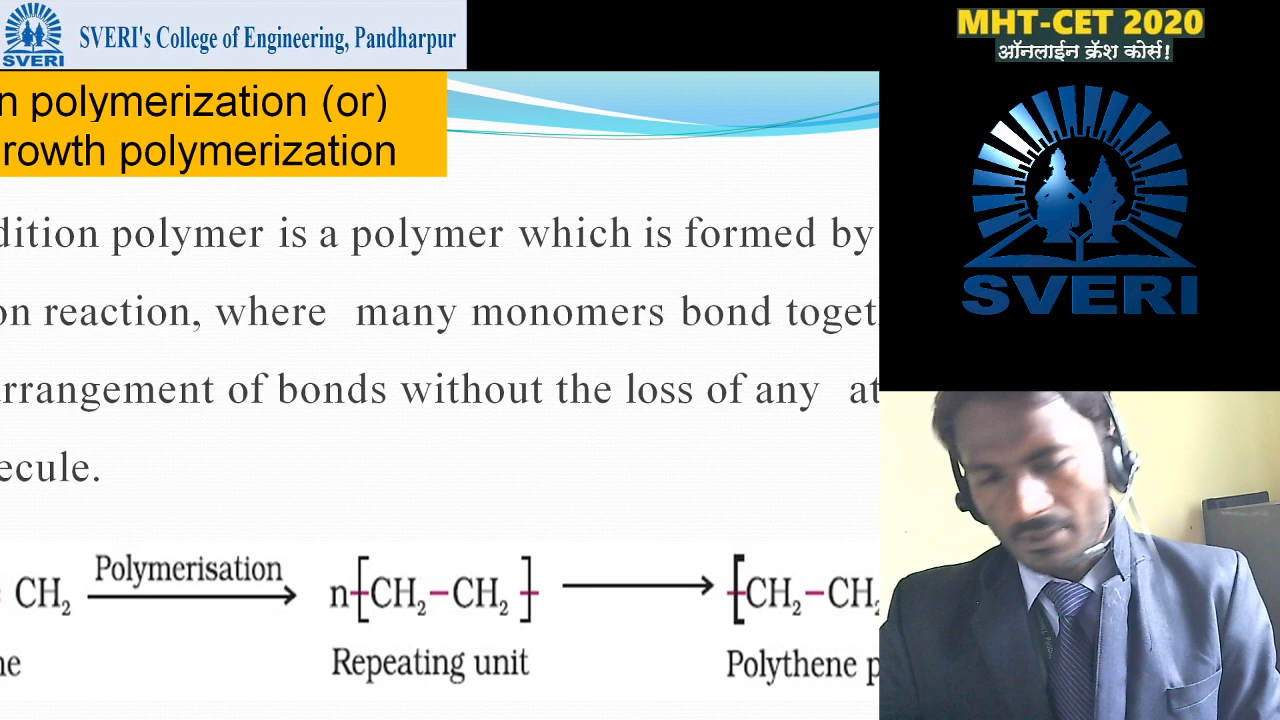 SVERI's College of Engineering, Pandharpur
SVERI
MHT-CET 2020
ऑनलाईन क्रॅश कोर्स!
SVERI
n polymerization (or)
rowth polymerization
dition polymer is a polymer which is formed by
on reaction, where many monomers bond toget
rrangement of bonds without the loss of any at
ecule.
CH₂ Polymerisation n[CH₂–CH₂] [CH₂–CH₂
ne Repeating unit Polythene p